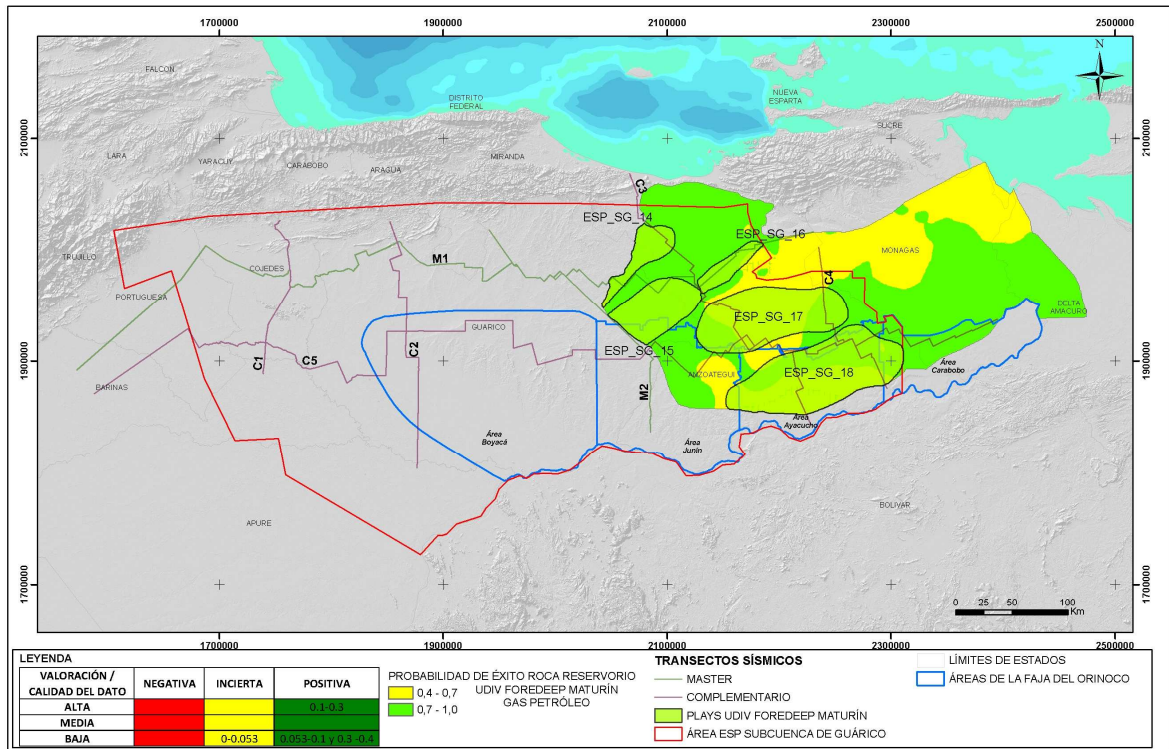 1700000 1900000 2100000 2300000 2500000
N
FALCON
DISTRITO
FEDERAL
NUEVA
ESPARTA
SUCRE
2100000 2100000
LARA
YARACUY
CARABOBO
ARAGUA
MIRANDA
C3
ESP_SG_14
ESP_SG_16
TRUJILLO
COJEDES
M1
MONAGAS
C4
PORTUGUESA
DELTA
AMACURO
ESP_SG_17
GUARICO
1900000 1900000
C1
C5
C2
ESP_SG_15
M2
ANZOATEGUI
ESP_SG_18
Área
Carabobo
BARINAS
Área
Boyacá
Área
Junín
Área
Ayacucho
APURE
BOLIVAR
1700000 1700000
0 25 50 100
Km
1700000 1900000 2100000 2300000 2500000
LEYENDA
VALORACIÓN / CALIDAD DEL DATO NEGATIVA INCIERTA POSITIVA
ALTA 0.1-0.3
MEDIA
BAJA 0-0.053 0.053-0.1 y 0.3 -0.4
PROBABILIDAD DE ÉXITO ROCA RESERVORIO
UDIV FOREDEEP MATURÍN
GAS PETRÓLEO
0,4 - 0,7
0,7 - 1,0
TRANSECTOS SÍSMICOS
MASTER
COMPLEMENTARIO
PLAYS UDIV FOREDEEP MATURÍN
ÁREA ESP SUBCUENCA DE GUÁRICO
LÍMITES DE ESTADOS
ÁREAS DE LA FAJA DEL ORINOCO